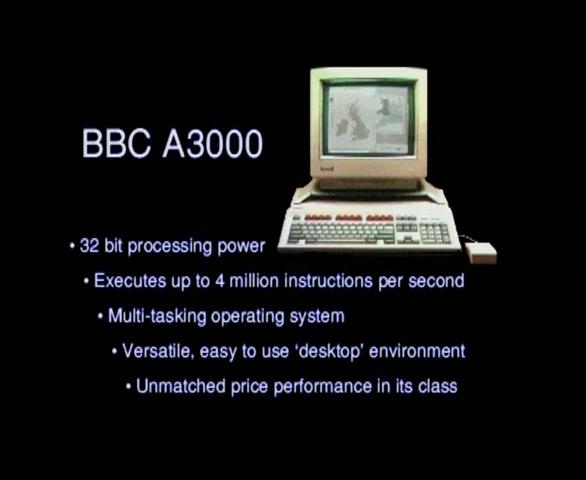 BBC A3000
• 32 bit processing power
• Executes up to 4 million instructions per second
• Multi-tasking operating system
• Versatile, easy to use ‘desktop’ environment
• Unmatched price performance in its class